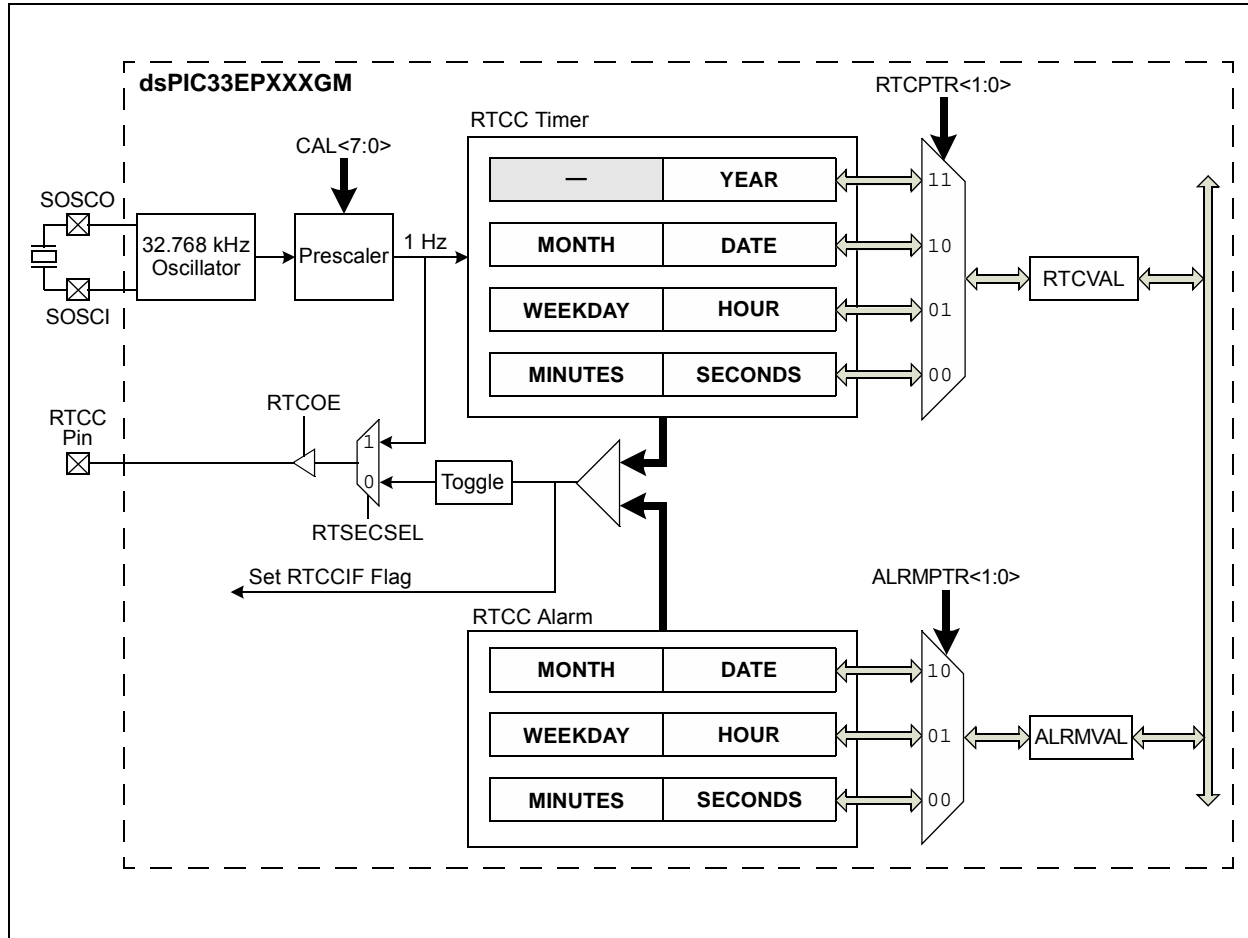 dsPIC33EPXXXGM
RTCPTR<1:0>
RTCC Timer
CAL<7:0>
— YEAR 11
SOSCO
32.768 kHz
Oscillator
Prescaler
1 Hz
MONTH DATE 10
RTCVAL
SOSCI
WEEKDAY HOUR 01
MINUTES SECONDS 00
RTCC
Pin
RTCOE
1
0
Toggle
RTSECSEL
Set RTCCIF Flag
ALRMPTR<1:0>
RTCC Alarm
MONTH DATE 10
WEEKDAY HOUR 01
ALRMVAL
MINUTES SECONDS 00